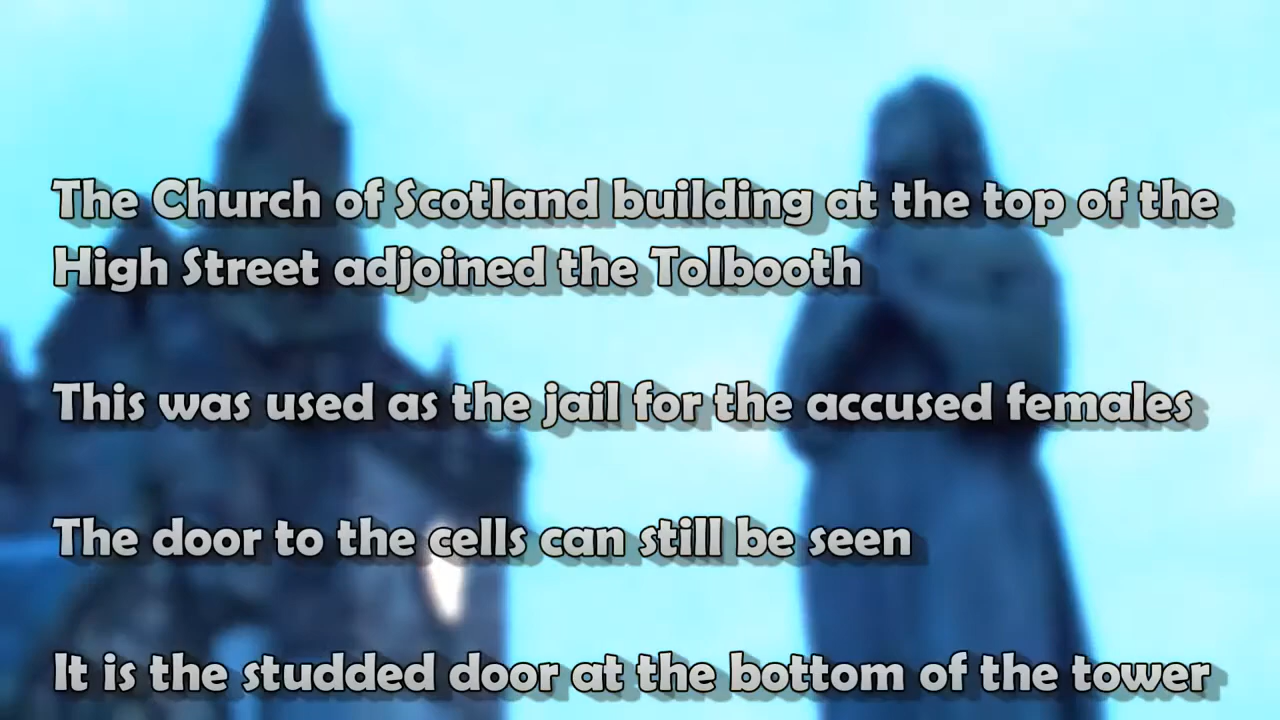 The Church of Scotland building at the top of the
High Street adjoined the Tolbooth
This was used as the jail for the accused females
The door to the cells can still be seen
It is the studded door at the bottom of the tower